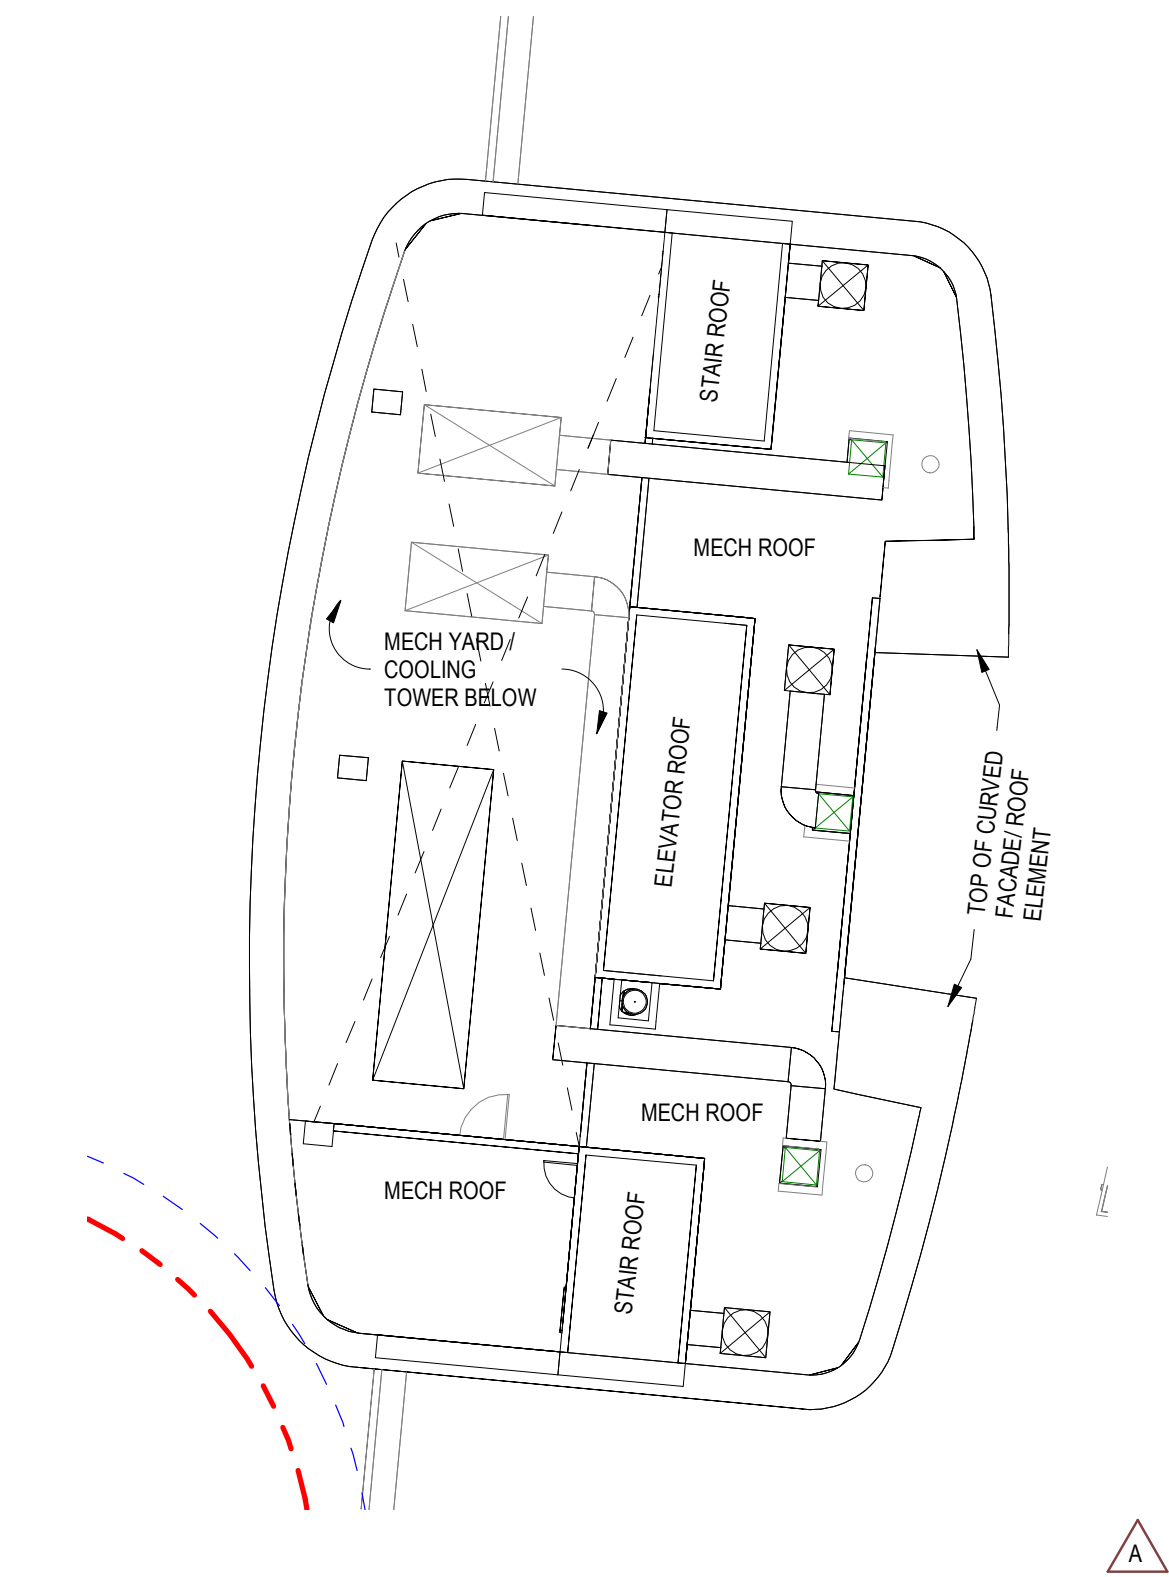 STAIR ROOF
MECH ROOF
MECH YARD /
COOLING
TOWER BELOW
ELEVATOR ROOF
TOP OF CURVED
FACADE/ ROOF
ELEMENT
MECH ROOF
MECH ROOF
STAIR ROOF
A